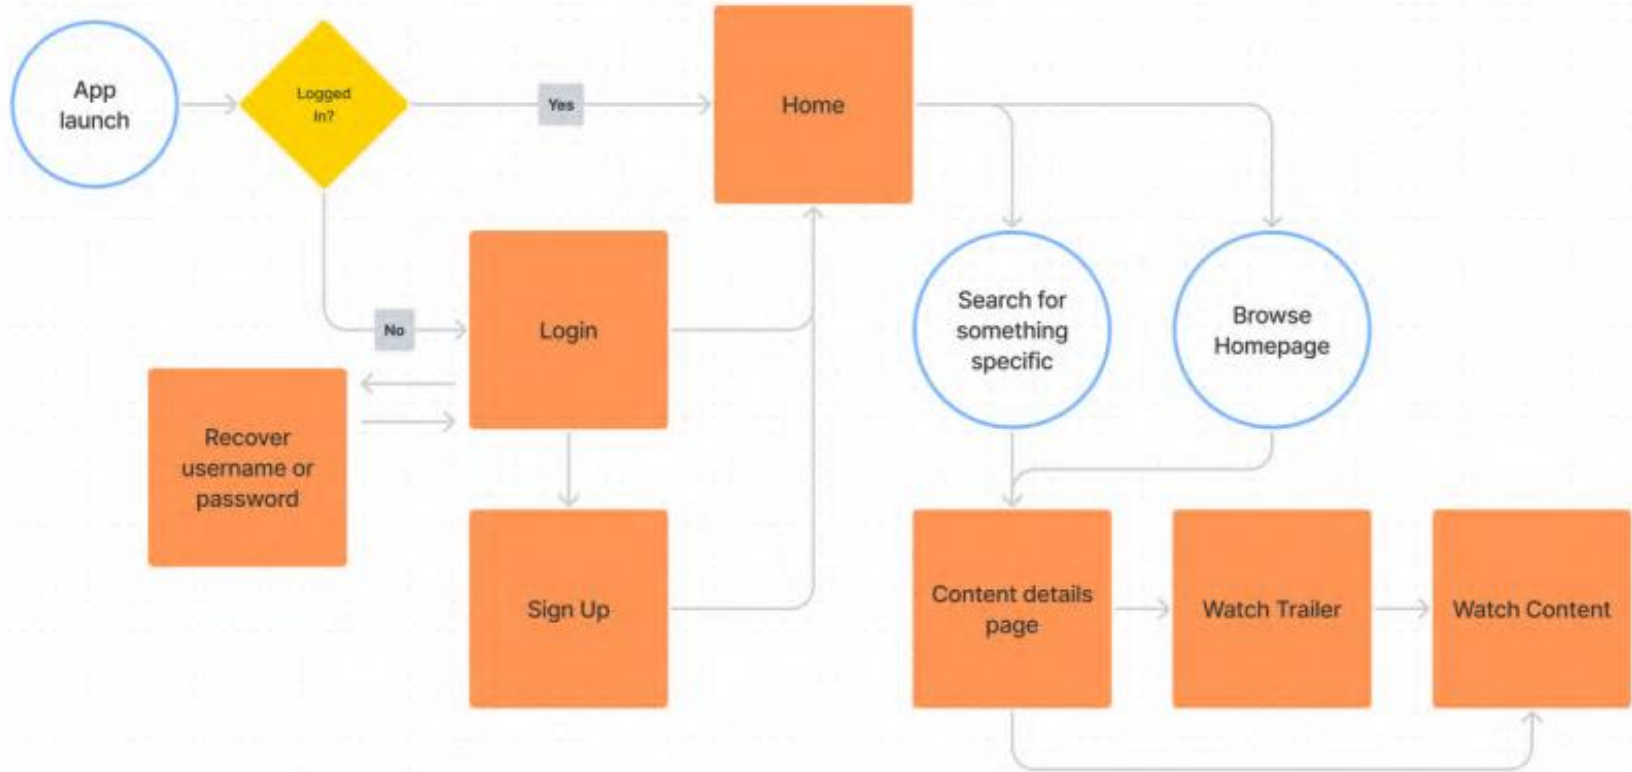 App
launch
Logged
In?
Yes
Home
No
Login
Search for
something
specific
Browse
Homepage
Recover
username or
password
Sign Up
Content details
page
Watch Trailer
Watch Content